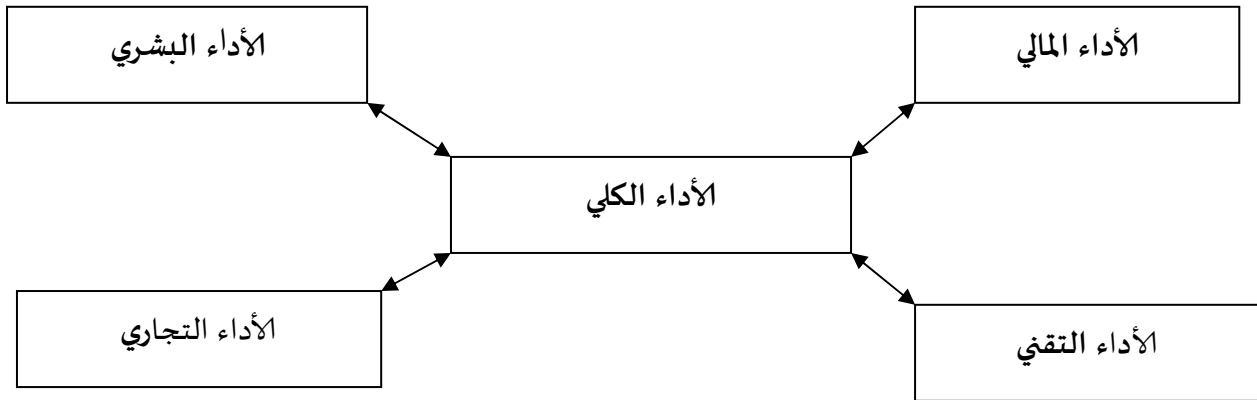 الأداء المالي
الأداء البشري
الأداء الكلي
الأداء التقني
الأداء التجاري